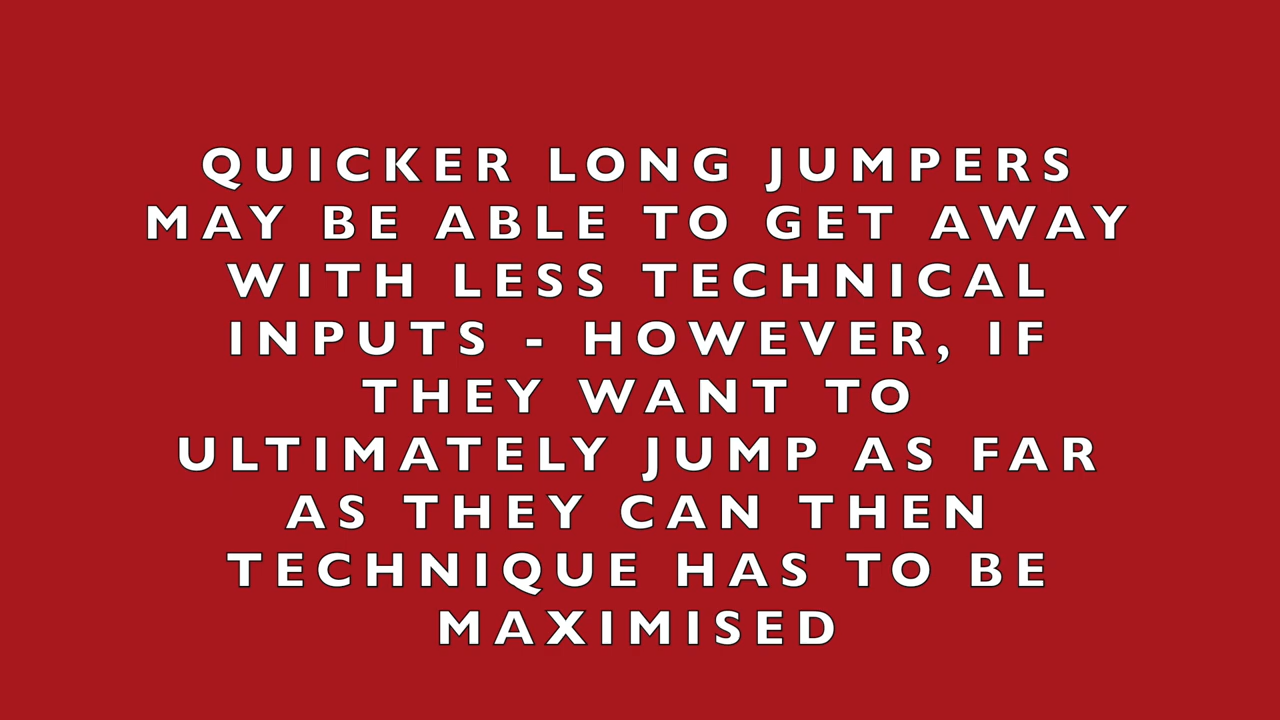 QUICKER LONG JUMPERS
MAY BE ABLE TO GET AWAY
WITH LESS TECHNICAL
INPUTS - HOWEVER, IF
THEY WANT TO
ULTIMATELY JUMP AS FAR
AS THEY CAN THEN
TECHNIQUE HAS TO BE
MAXIMISED